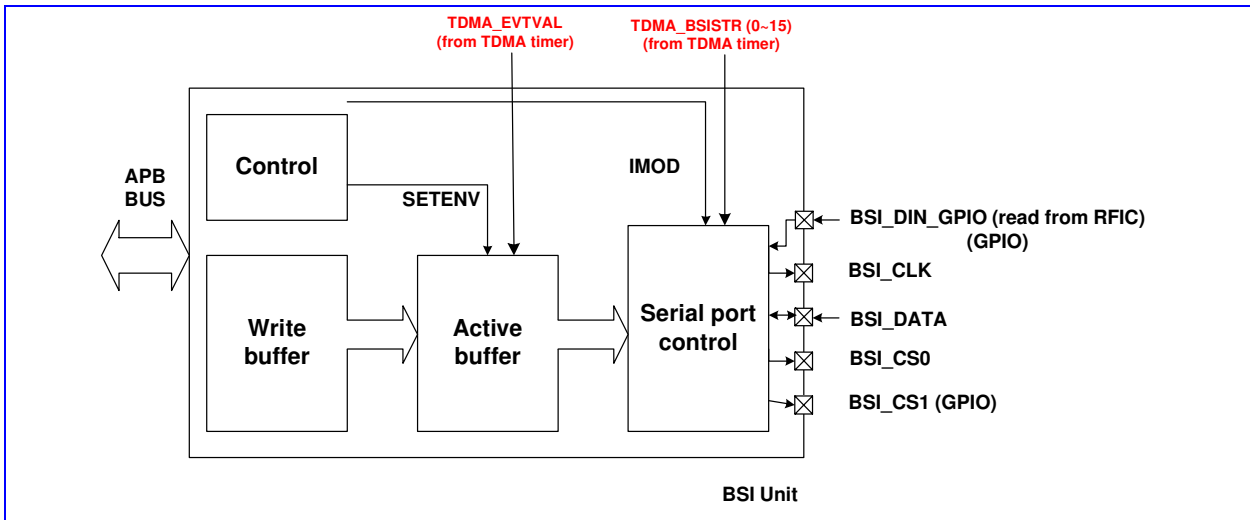 TDMA_EVTVAL
(from TDMA timer)
TDMA_BSISTR (0~15)
(from TDMA timer)
APB
BUS
Control
SETENV
IMOD
Write
buffer
Active
buffer
Serial port
control
BSI_DIN_GPIO (read from RFIC)
(GPIO)
BSI_CLK
BSI_DATA
BSI_CS0
BSI_CS1 (GPIO)
BSI Unit